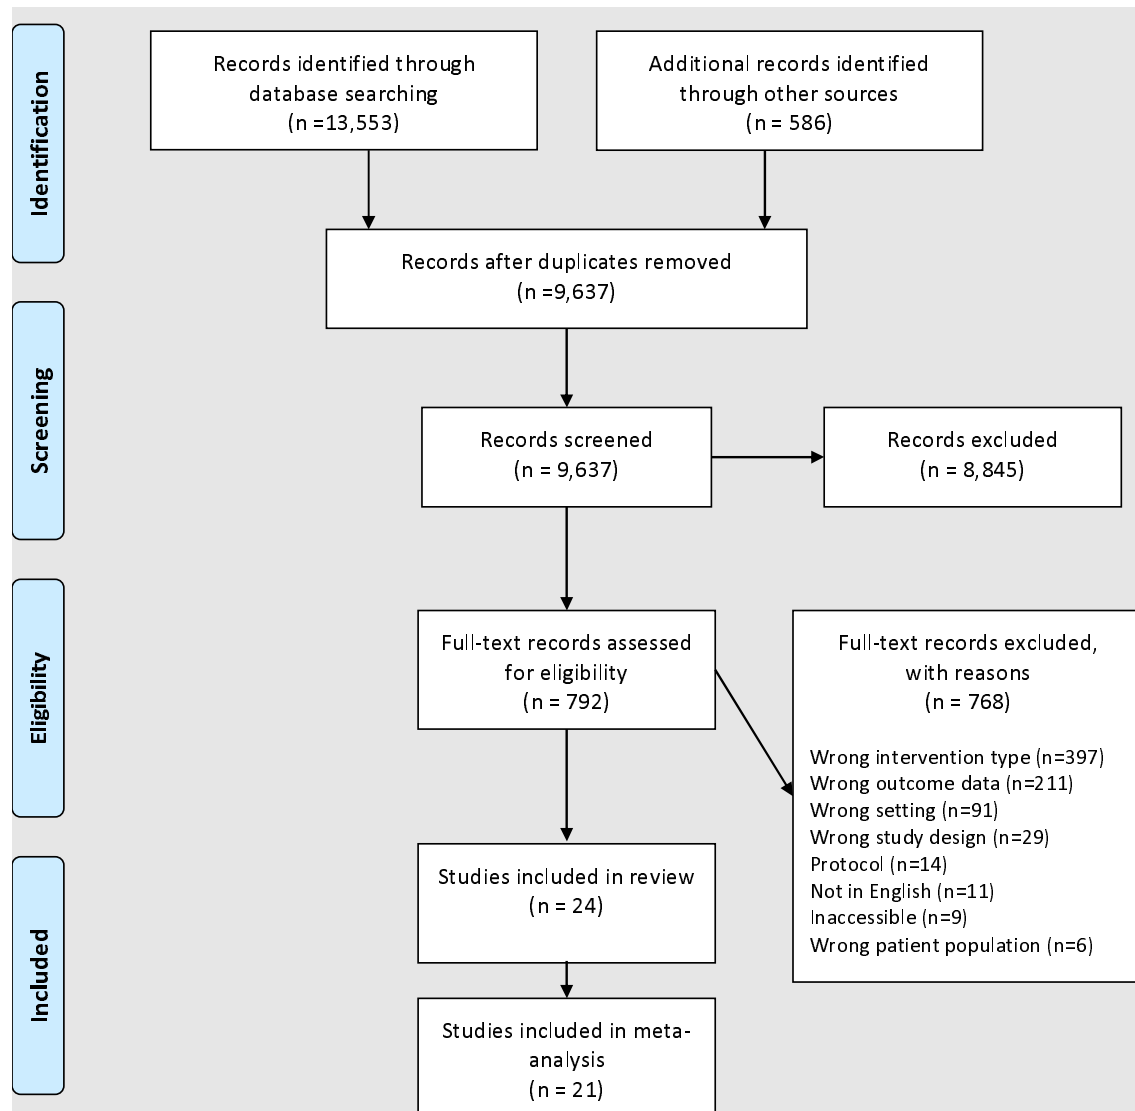 Identification
Records identified through
database searching
(n =13,553)
Additional records identified
through other sources
(n = 586)
Records after duplicates removed
(n =9,637)
Screening
Records screened
(n = 9,637)
Records excluded
(n = 8,845)
Eligibility
Full-text records assessed
for eligibility
(n = 792)
Full-text records excluded,
with reasons
(n = 768)
Wrong intervention type (n=397)
Wrong outcome data (n=211)
Wrong setting (n=91)
Wrong study design (n=29)
Protocol (n=14)
Not in English (n=11)
Inaccessible (n=9)
Wrong patient population (n=6)
Included
Studies included in review
(n = 24)
Studies included in meta-
analysis
(n = 21)